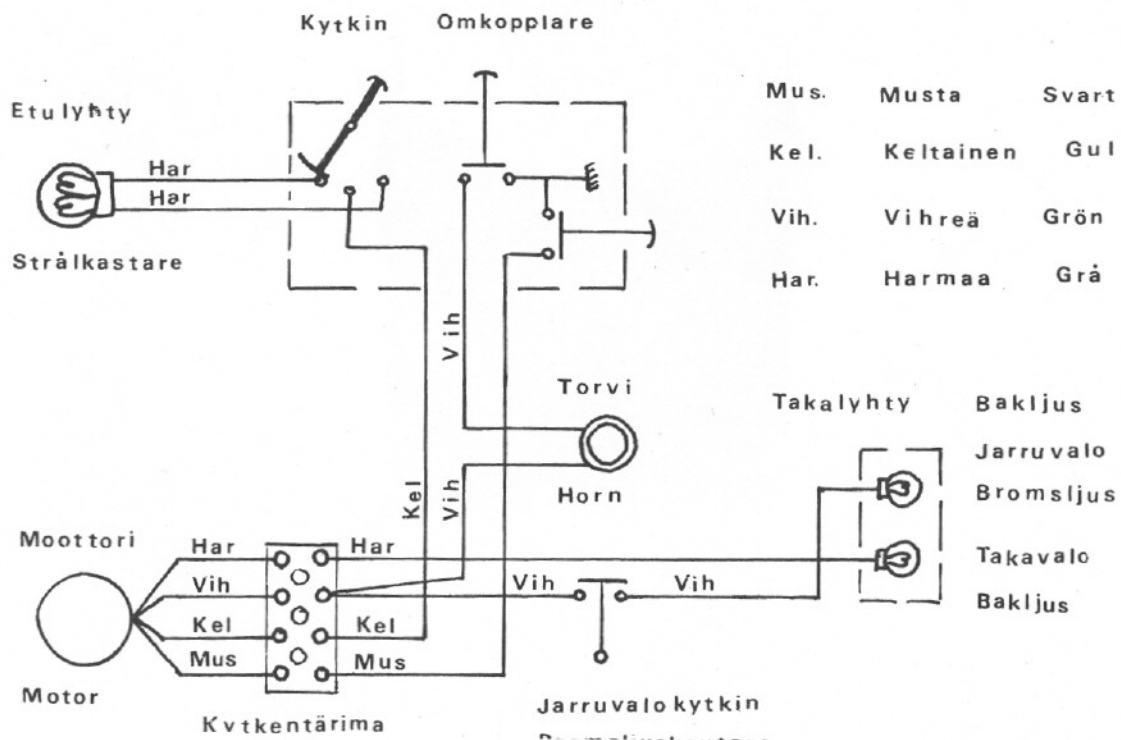 Kytkin Omkopplare
Etulyhty
Mus. Musta Svart
Har
Kel. Keltainen Gul
Har
Vih. Vihreä Grön
Strålkastare
Har. Harmaa Grå
Vih
Torvi
Takalyhty Bakljus
Jarruvalo
Kel
Vih
Horn
Bromsljus
Moottori
Har
Har
Takavalo
Vih
Vih
Vih
Bakljus
Kel
Kel
Mus
Mus
Motor
Jarruvalokytkin
Kytkentärima